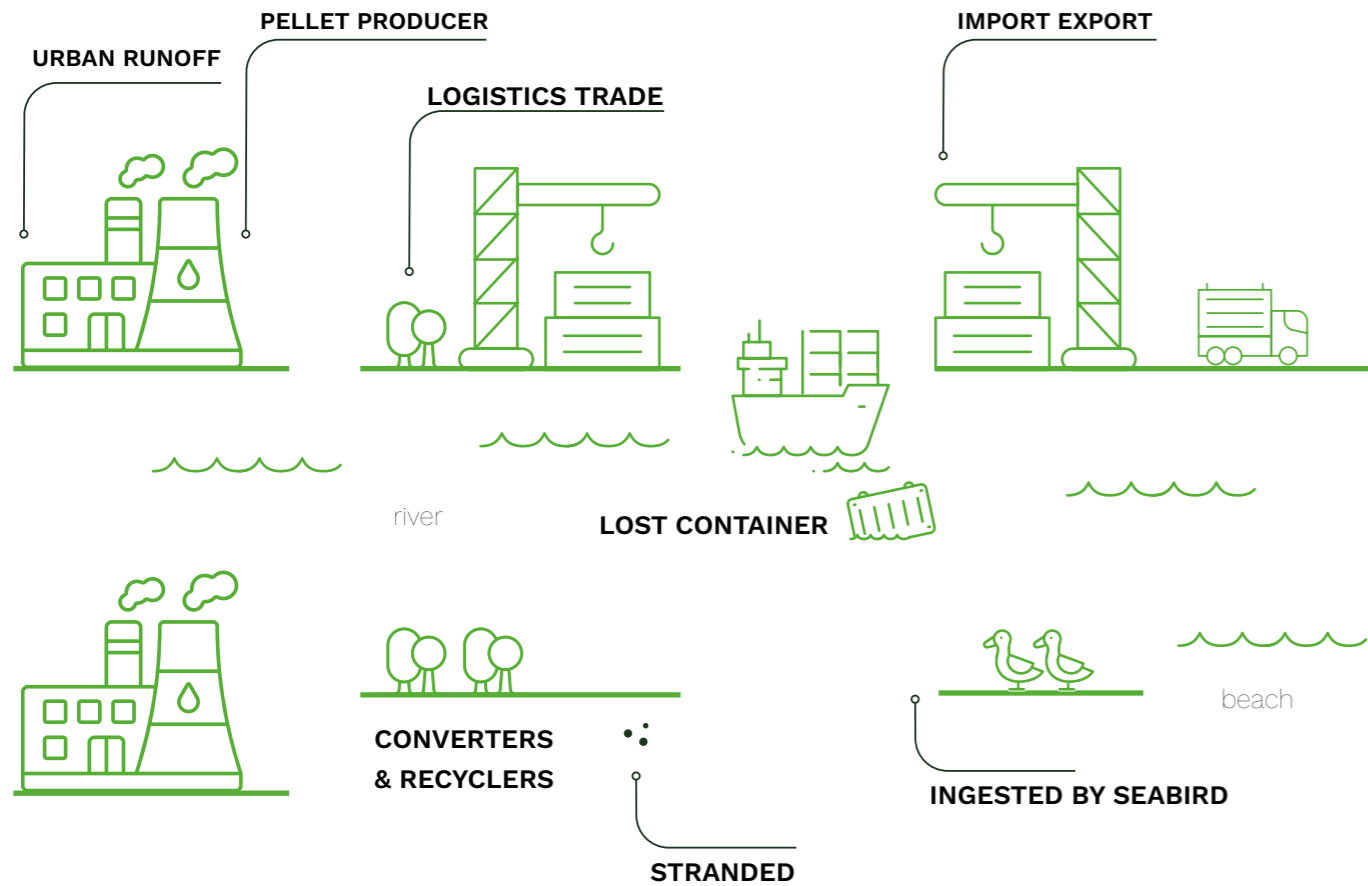 PELLET PRODUCER
IMPORT EXPORT
URBAN RUNOFF
LOGISTICS TRADE
river
LOST CONTAINER
beach
CONVERTERS
& RECYCLERS
INGESTED BY SEABIRD
STRANDED